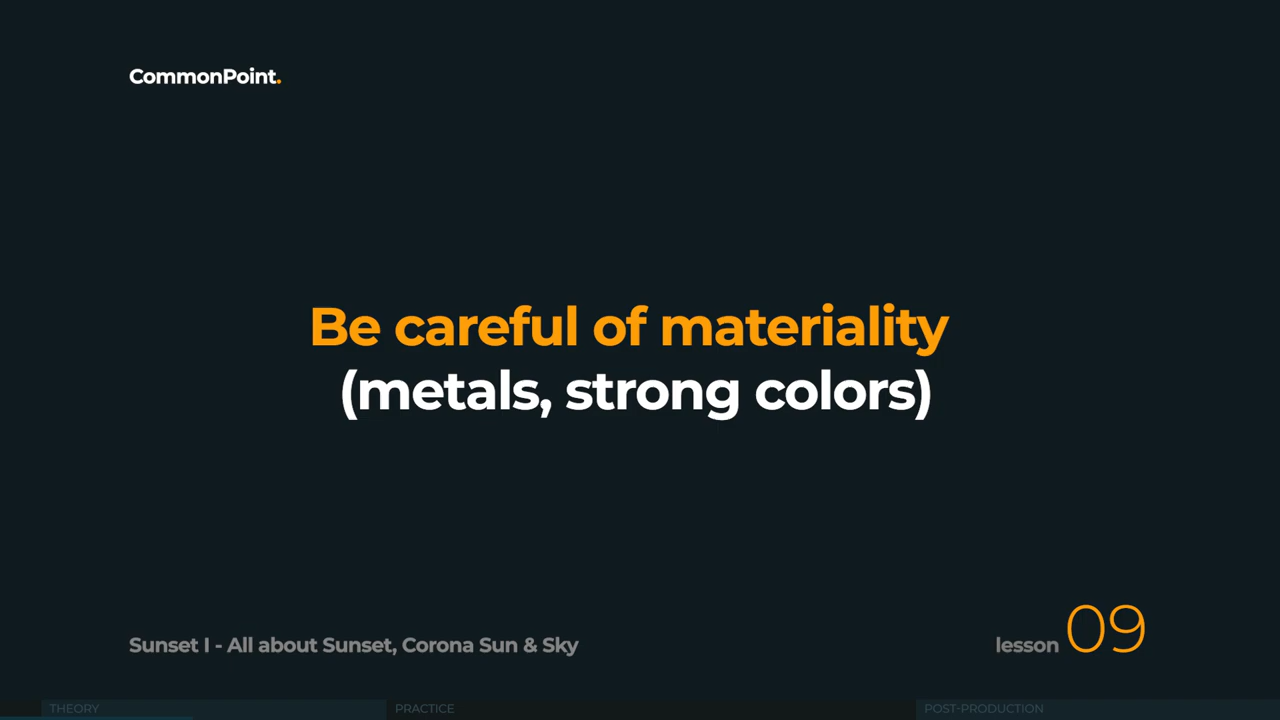 CommonPoint.
Be careful of materiality
(metals, strong colors)
Sunset I - All about Sunset, Corona Sun & Sky
lesson 09
THEORY
PRACTICE
POST-PRODUCTION